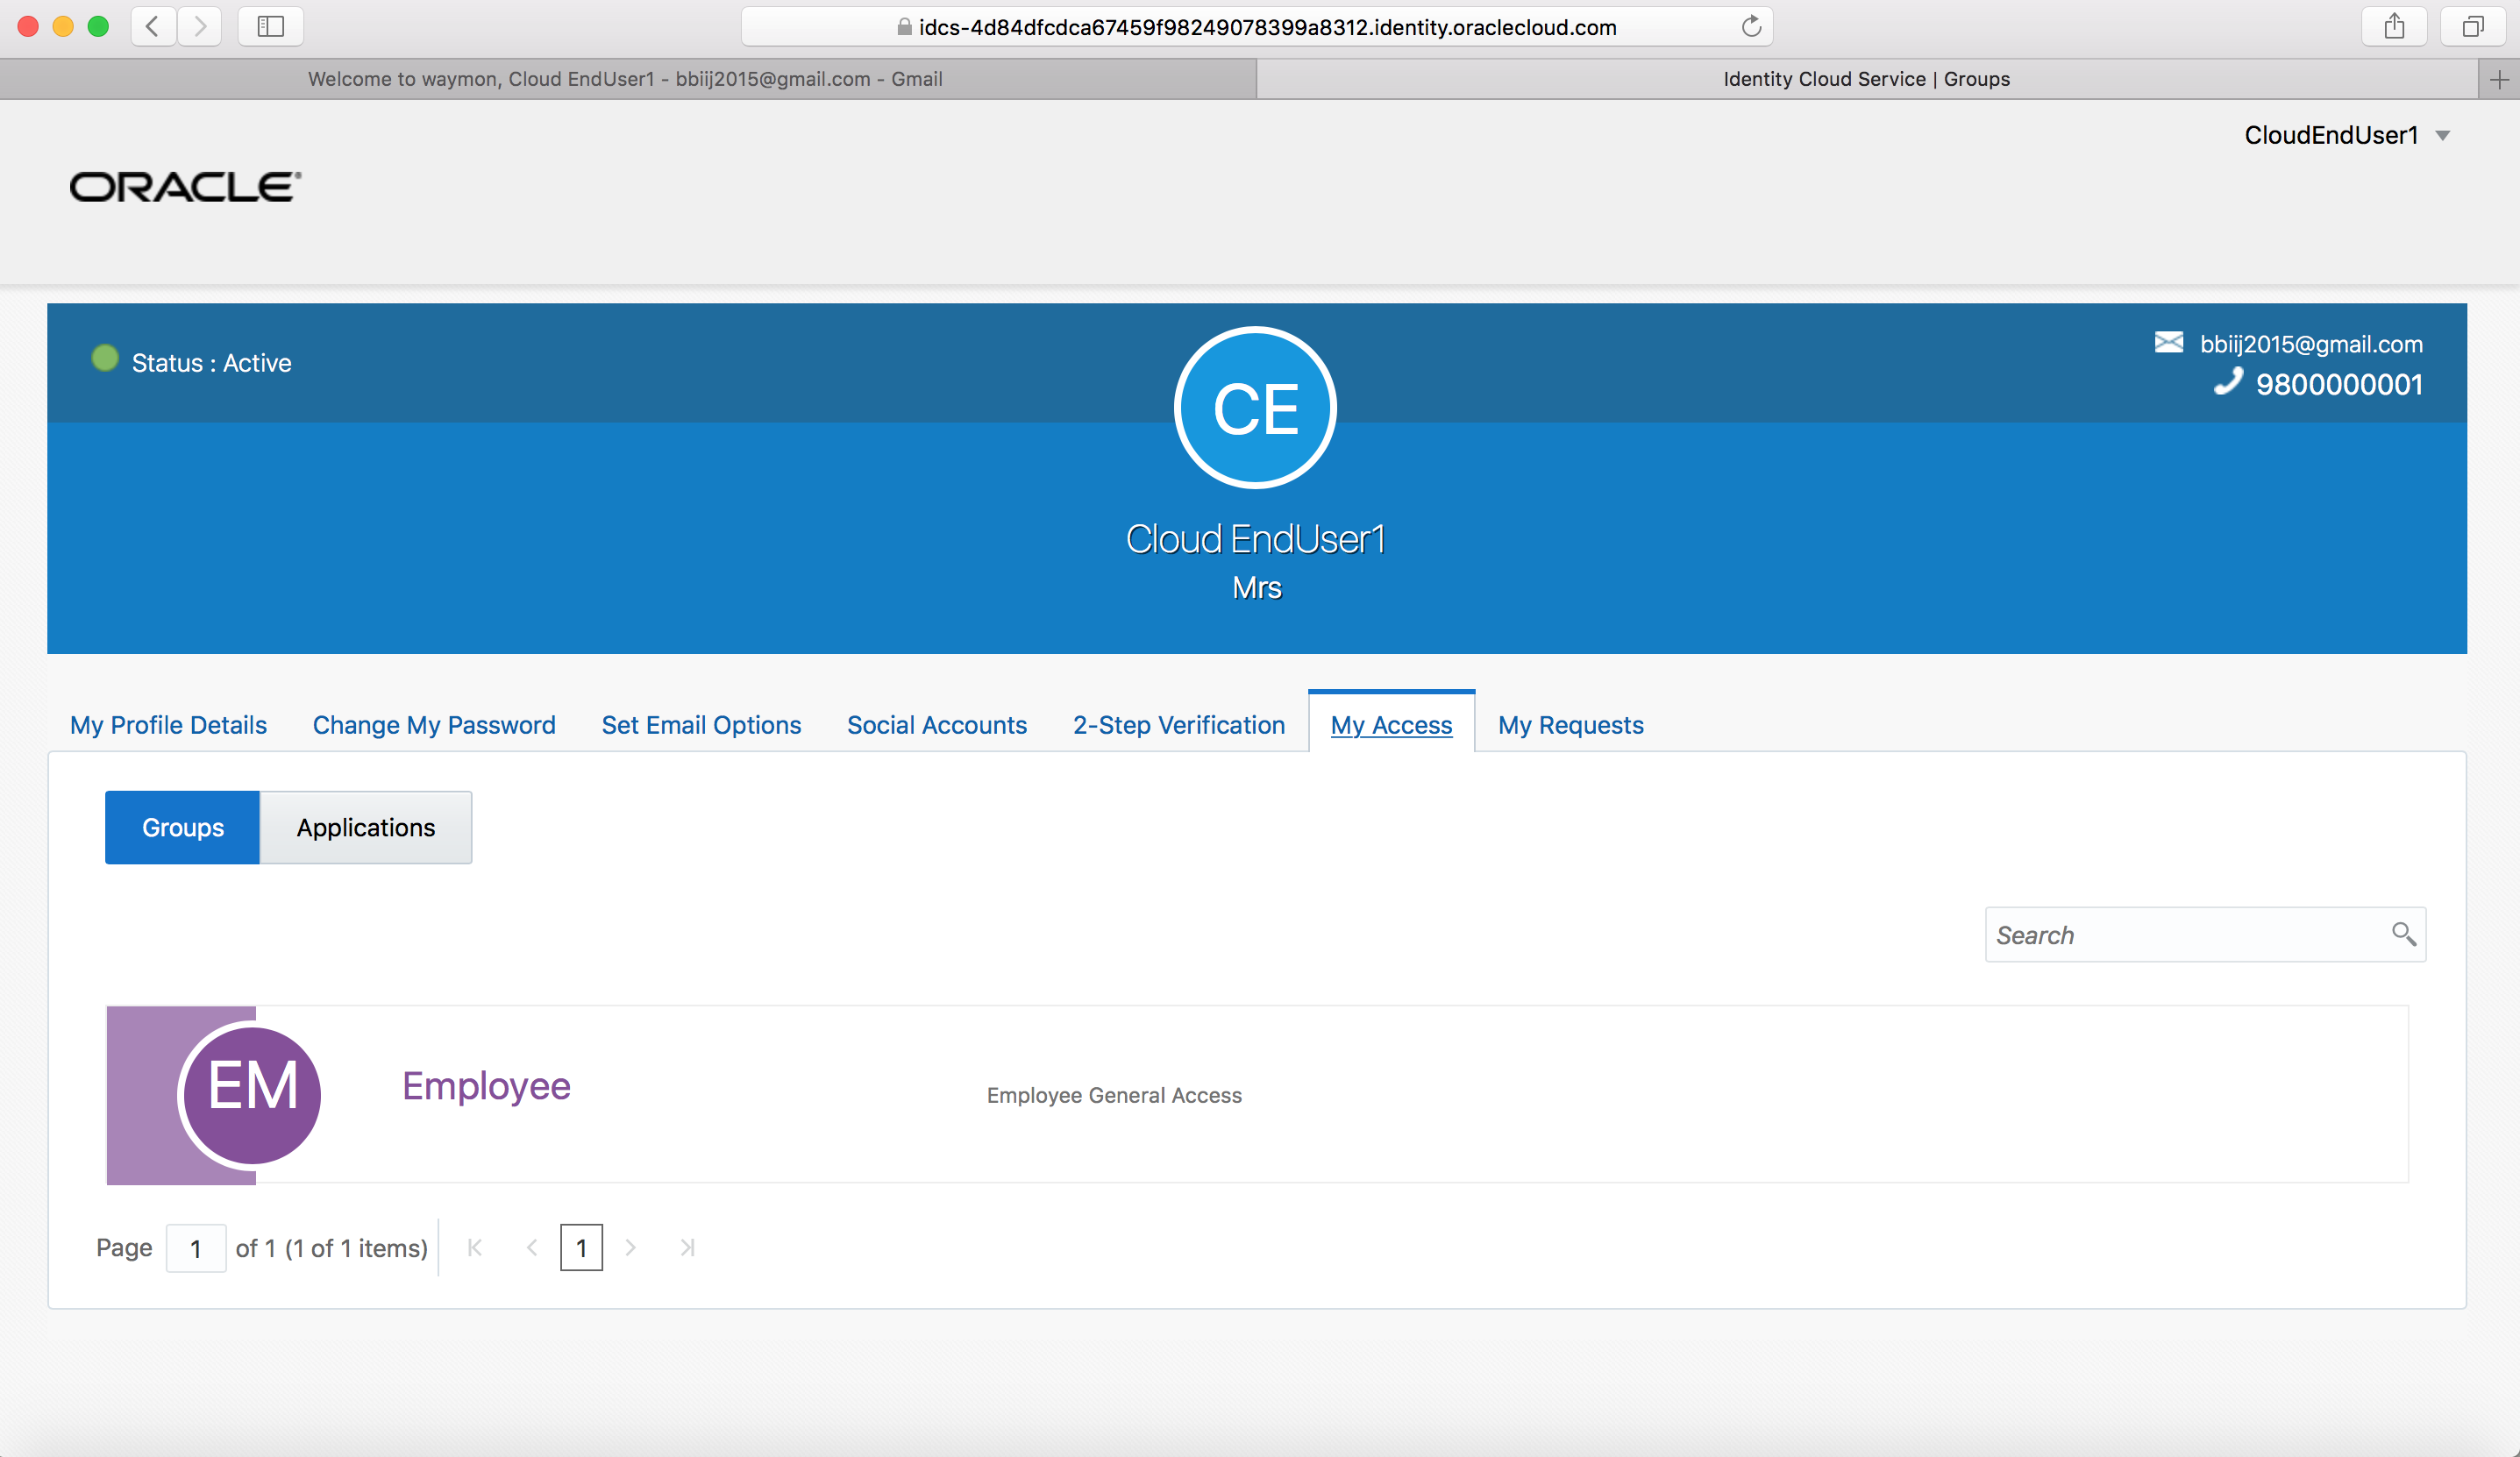 idcs-4d84dfcdca67459f98249078399a8312.identity.oraclecloud.com
Welcome to waymon, Cloud EndUser1 - bbiij2015@gmail.com - Gmail
Identity Cloud Service | Groups
CloudEndUser1
ORACLE®
Status : Active
CE
bbiij2015@gmail.com
9800000001
Cloud EndUser1
Mrs
My Profile Details Change My Password Set Email Options Social Accounts 2-Step Verification My Access My Requests
Groups Applications
Search
EM Employee Employee General Access
Page 1 of 1 (1 of 1 items) 1